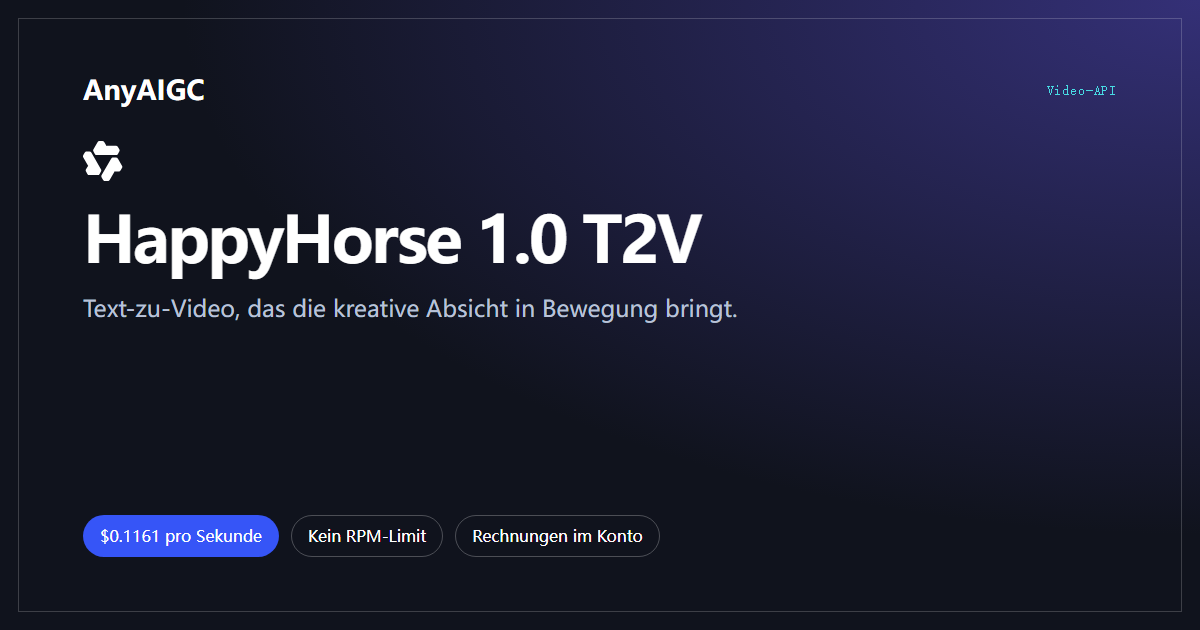 AnyAIGC
Video-API
HappyHorse 1.0 T2V
Text-zu-Video, das die kreative Absicht in Bewegung bringt.
$0.1161 pro Sekunde
Kein RPM-Limit
Rechnungen im Konto